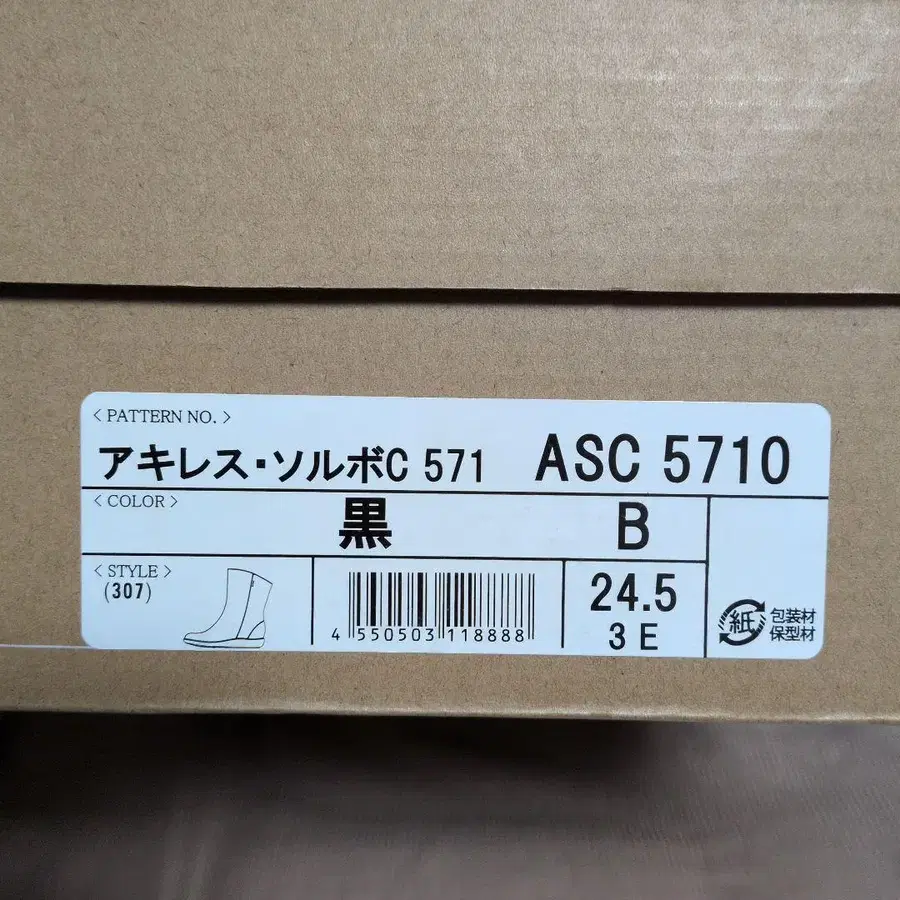 < PATTERN NO. >
アキレス・ソルボC 571 ASC 5710
< COLOR >
黒 B
< STYLE >
(307)
24.5
3 E
4 550503 118888
紙 包装材
保型材